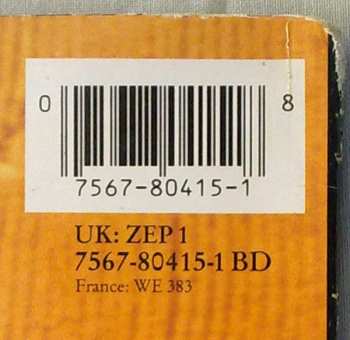 0 8
7567-80415-1
UK: ZEP 1
7567-80415-1 BD
France: WE 383